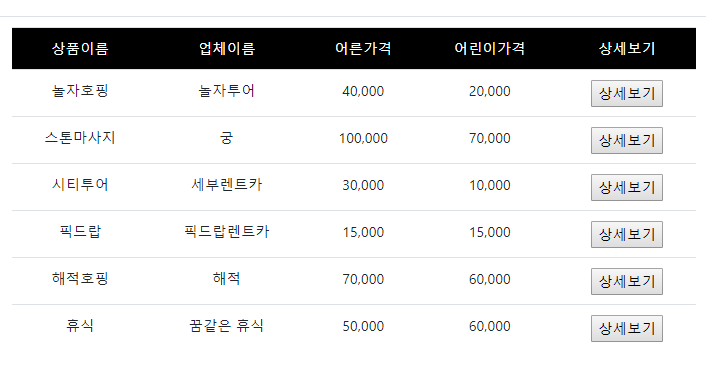 상품이름 업체이름 어른가격 어린이가격 상세보기
놀자호핑 놀자투어 40,000 20,000 상세보기
스톤마사지 궁 100,000 70,000 상세보기
시티투어 세부렌트카 30,000 10,000 상세보기
픽드랍 픽드랍렌트카 15,000 15,000 상세보기
해적호핑 해적 70,000 60,000 상세보기
휴식 꿈같은 휴식 50,000 60,000 상세보기